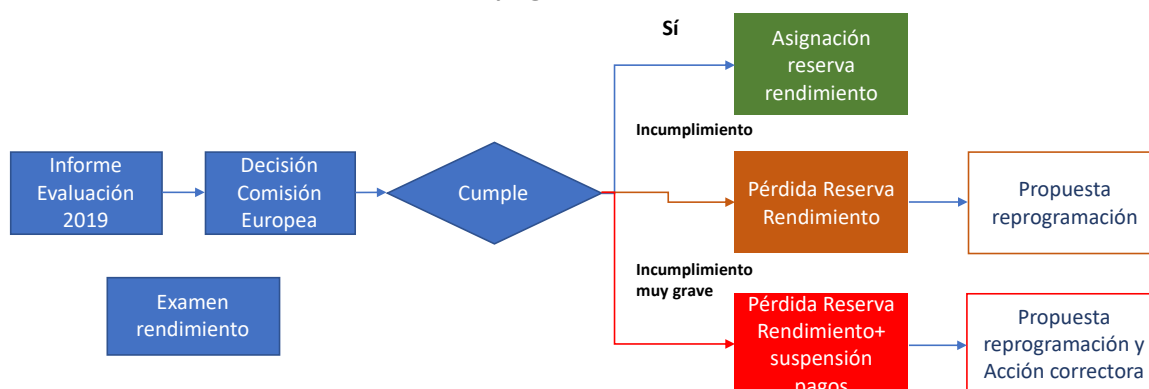 Sí
Asignación
reserva
rendimiento
Incumplimiento
Informe
Evaluación
2019
Decisión
Comisión
Europea
Cumple
Pérdida Reserva
Rendimiento
Propuesta
reprogramación
Incumplimiento
muy grave
Examen
rendimiento
Pérdida Reserva
Rendimiento+
suspensión
pagos
Propuesta
reprogramación y
Acción correctora